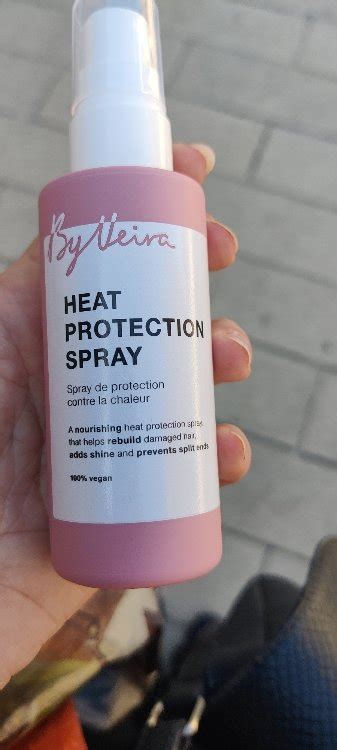 By Veira
HEAT
PROTECTION
SPRAY
Spray de protection
contre la chaleur
A nourishing heat protection spray
that helps rebuild damaged hair,
adds shine and prevents split ends
100% vegan